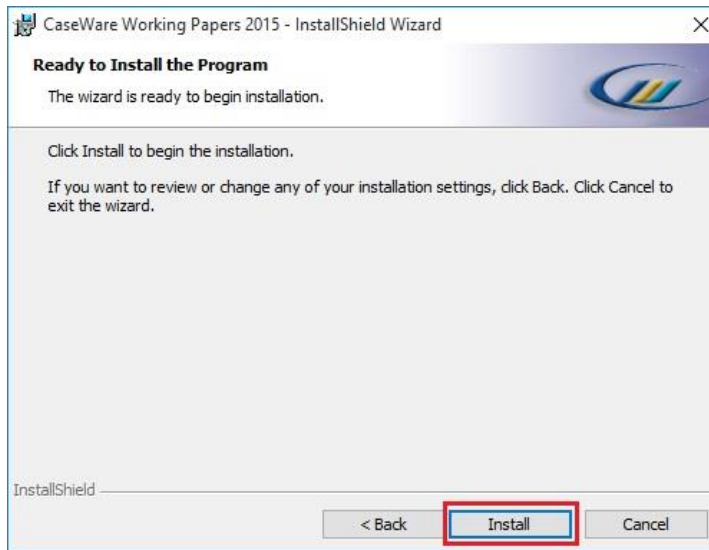 CaseWare Working Papers 2015 - InstallShield Wizard
Ready to Install the Program
The wizard is ready to begin installation.
Click Install to begin the installation.
If you want to review or change any of your installation settings, click Back. Click Cancel to
exit the wizard.
InstallShield
< Back Install Cancel